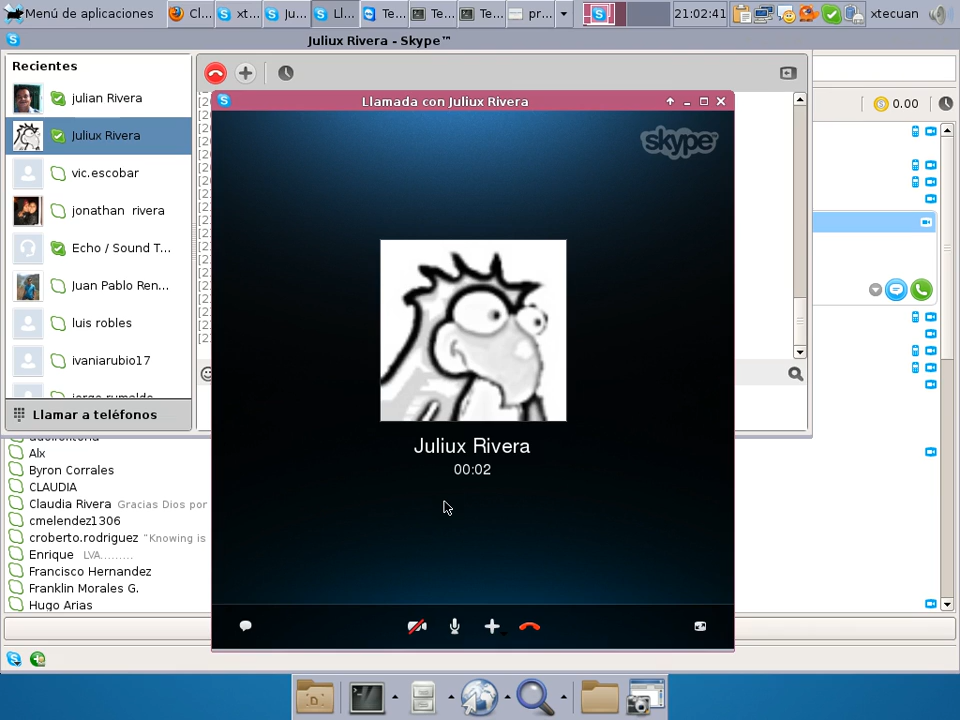 Menú de aplicaciones
Cl...
xt...
Ju...
Ll...
Te...
Te...
Te...
pr...
21:02:41
xtecuan
Juliux Rivera - Skype™
Recientes
julian Rivera
Juliux Rivera
vic.escobar
jonathan rivera
Echo / Sound T...
Juan Pablo Ren...
luis robles
ivaniarubio17
Llamar a teléfonos
Llamada con Juliux Rivera
skype™
0.00
Juliux Rivera
00:02
Alx
Byron Corrales
CLAUDIA
Claudia Rivera Gracias Dios por
cmelendez1306
croberto.rodriguez "Knowing is
Enrique LVA.........
Francisco Hernandez
Franklin Morales G.
Hugo Arias